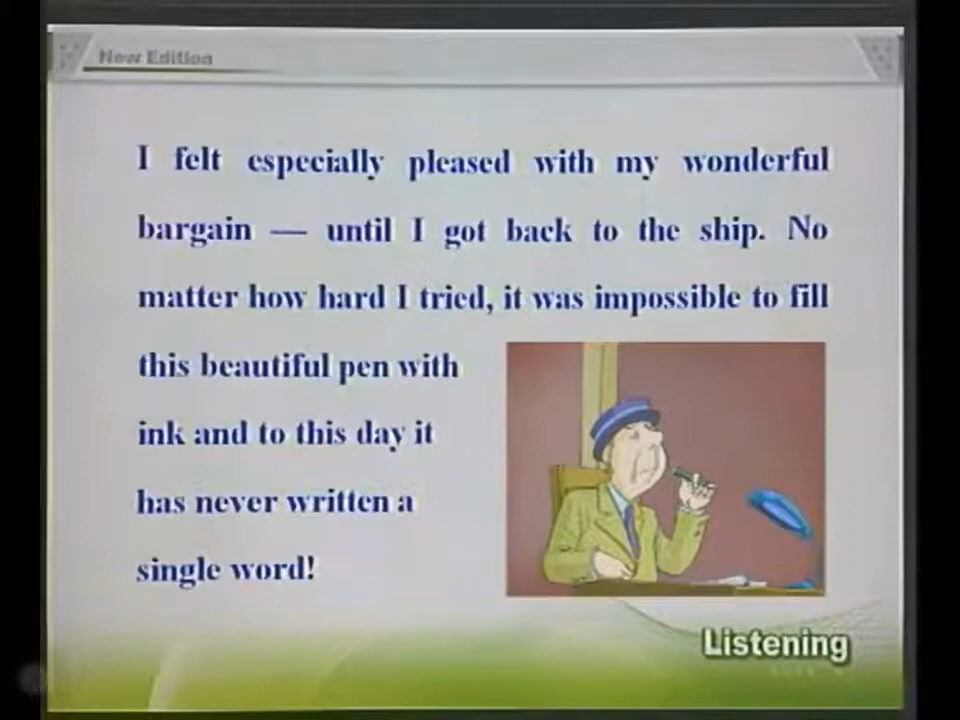 New Edition
I felt especially pleased with my wonderful
bargain — until I got back to the ship. No
matter how hard I tried, it was impossible to fill
this beautiful pen with
ink and to this day it
has never written a
single word!
Listening